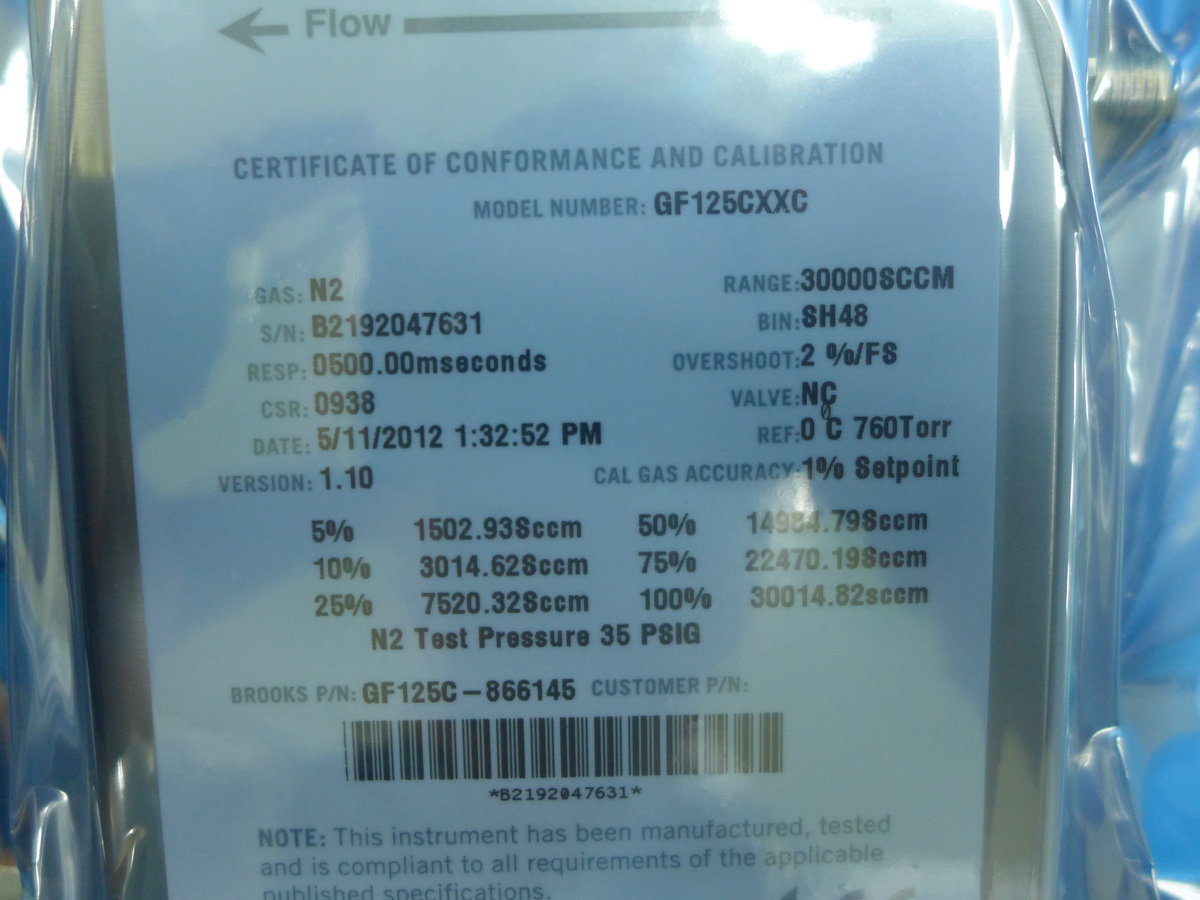 Flow
CERTIFICATE OF CONFORMANCE AND CALIBRATION
MODEL NUMBER: GF125CXXC
GAS: N2 RANGE:30000SCCM
S/N: B2192047631 BIN:SH48
RESP: 0500.00mseconds OVERSHOOT:2 %/FS
CSR: 0938 VALVE:NC
DATE: 5/11/2012 1:32:52 PM REF:0°C 760Torr
VERSION: 1.10 CAL GAS ACCURACY:1% Setpoint
5% 1502.93Sccm 50% 14984.79Sccm
10% 3014.62Sccm 75% 22470.19Sccm
25% 7520.32Sccm 100% 30014.82sccm
N2 Test Pressure 35 PSIG
BROOKS P/N: GF125C-866145 CUSTOMER P/N:
*B2192047631*
NOTE: This instrument has been manufactured, tested
and is compliant to all requirements of the applicable
published specifications.